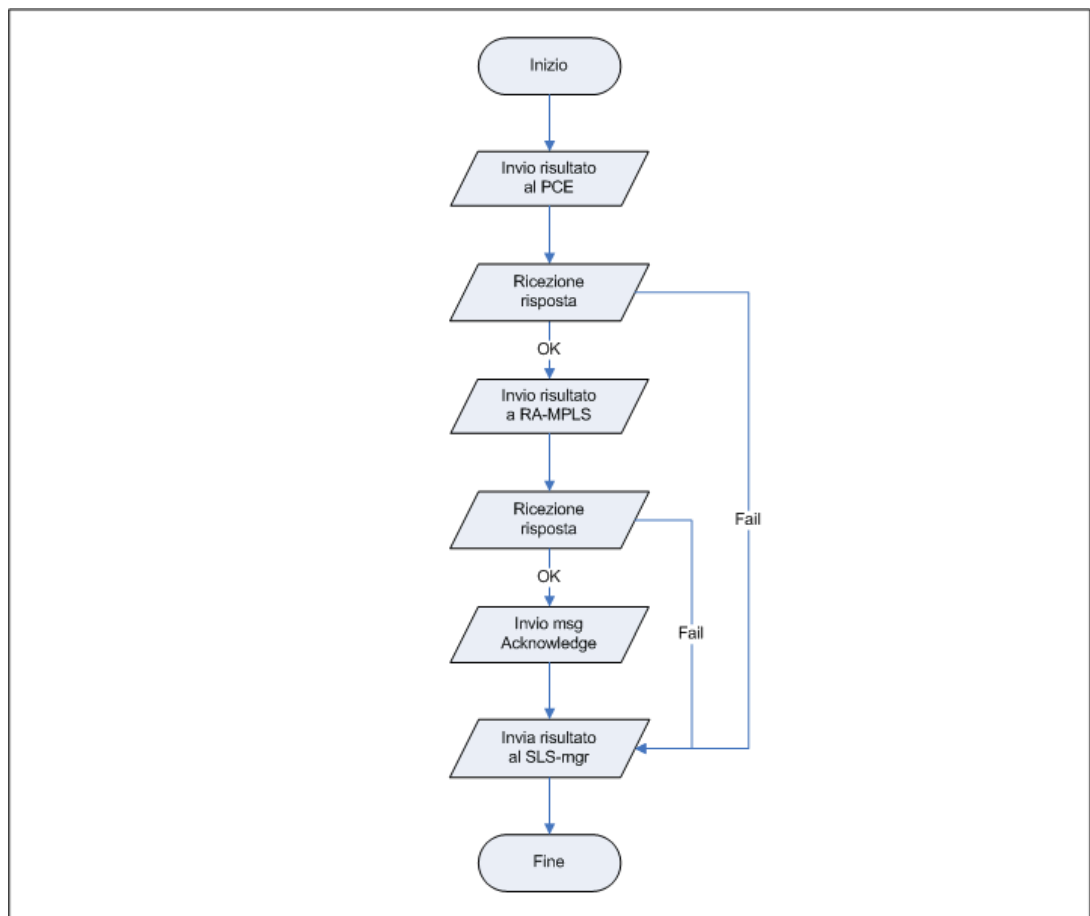 Inizio
Invio risultato
al PCE
Ricezione
risposta
OK
Invio risultato
a RA-MPLS
Ricezione
risposta
Fail
OK
Invio msg
Acknowledge
Fail
Invia risultato
al SLS-mgr
Fine